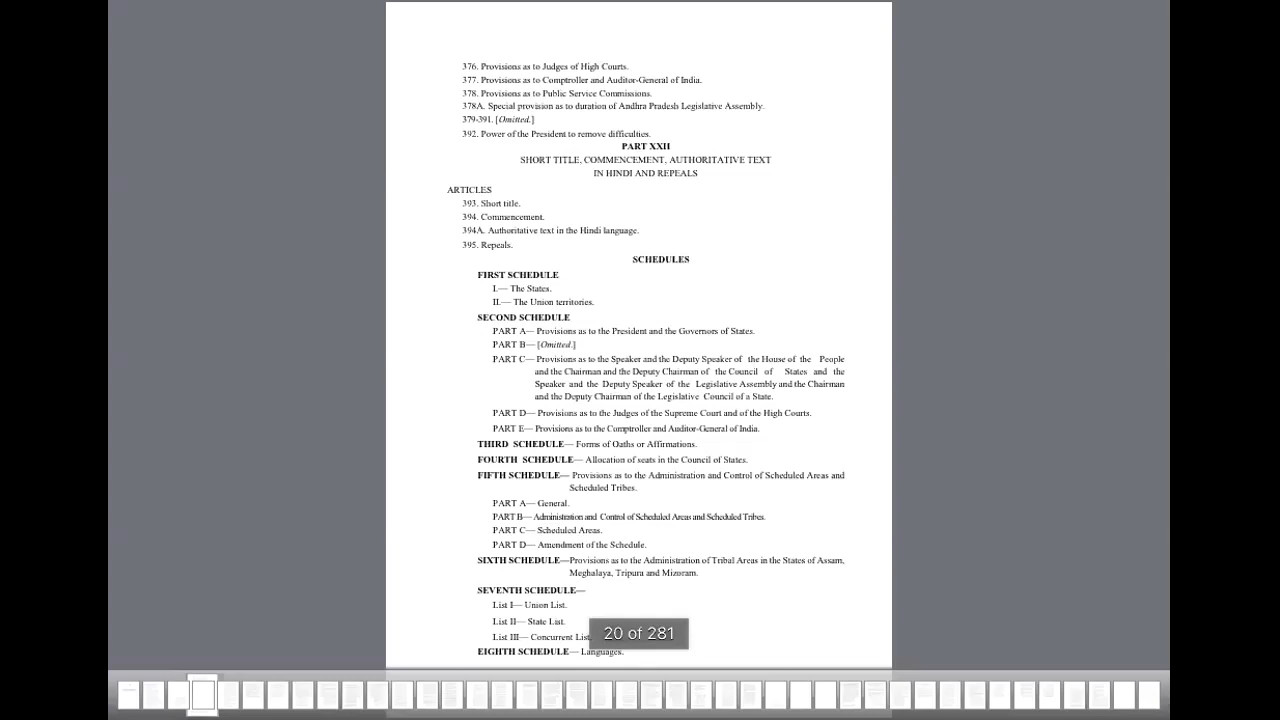 376. Provisions as to Judges of High Courts.
377. Provisions as to Comptroller and Auditor-General of India.
378. Provisions as to Public Service Commissions.
378A. Special provision as to duration of Andhra Pradesh Legislative Assembly.
379-391. [Omitted.]
392. Power of the President to remove difficulties.
PART XXII
SHORT TITLE, COMMENCEMENT, AUTHORITATIVE TEXT
IN HINDI AND REPEALS
ARTICLES
393. Short title.
394. Commencement.
394A. Authoritative text in the Hindi language.
395. Repeals.
SCHEDULES
FIRST SCHEDULE
I.— The States.
II.— The Union territories.
SECOND SCHEDULE
PART A— Provisions as to the President and the Governors of States.
PART B— [Omitted.]
PART C— Provisions as to the Speaker and the Deputy Speaker of the House of the People
and the Chairman and the Deputy Chairman of the Council of States and the
Speaker and the Deputy Speaker of the Legislative Assembly and the Chairman
and the Deputy Chairman of the Legislative Council of a State.
PART D— Provisions as to the Judges of the Supreme Court and of the High Courts.
PART E— Provisions as to the Comptroller and Auditor-General of India.
THIRD SCHEDULE— Forms of Oaths or Affirmations.
FOURTH SCHEDULE— Allocation of seats in the Council of States.
FIFTH SCHEDULE— Provisions as to the Administration and Control of Scheduled Areas and
Scheduled Tribes.
PART A— General.
PART B— Administration and Control of Scheduled Areas and Scheduled Tribes.
PART C— Scheduled Areas.
PART D— Amendment of the Schedule.
SIXTH SCHEDULE—Provisions as to the Administration of Tribal Areas in the States of Assam,
Meghalaya, Tripura and Mizoram.
SEVENTH SCHEDULE—
List I— Union List.
List II— State List.
List III— Concurrent List.
20 of 281
EIGHTH SCHEDULE— Languages.